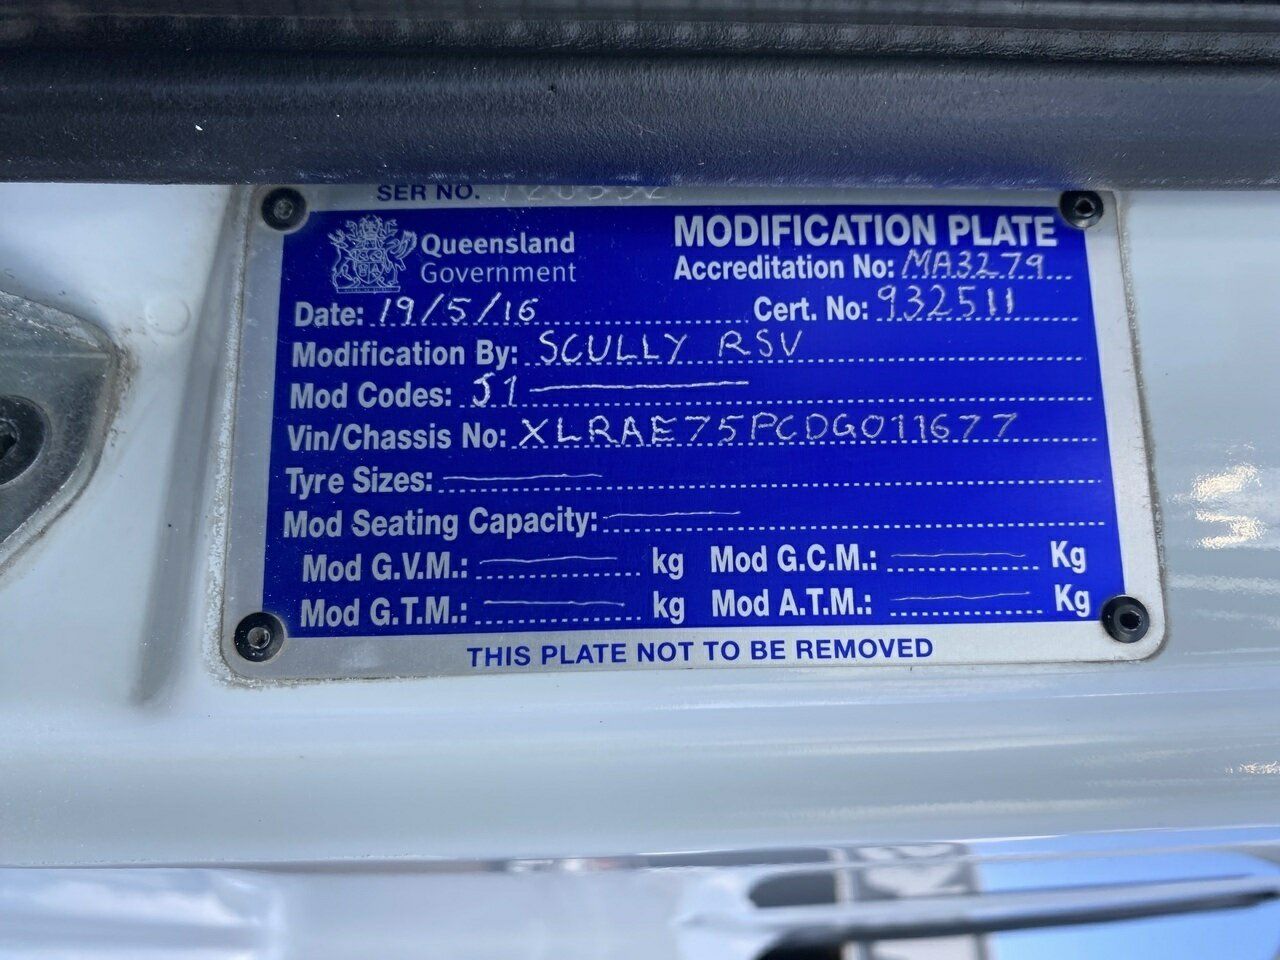 SER NO.
Queensland
Government
MODIFICATION PLATE
Accreditation No: MA3279
Date: 19/5/16 Cert. No: 932511
Modification By: SCULLY RSV
Mod Codes: J1
Vin/Chassis No: XLRAE75PCDG011677
Tyre Sizes:
Mod Seating Capacity:
Mod G.V.M.: kg Mod G.C.M.: Kg
Mod G.T.M.: kg Mod A.T.M.: Kg
THIS PLATE NOT TO BE REMOVED